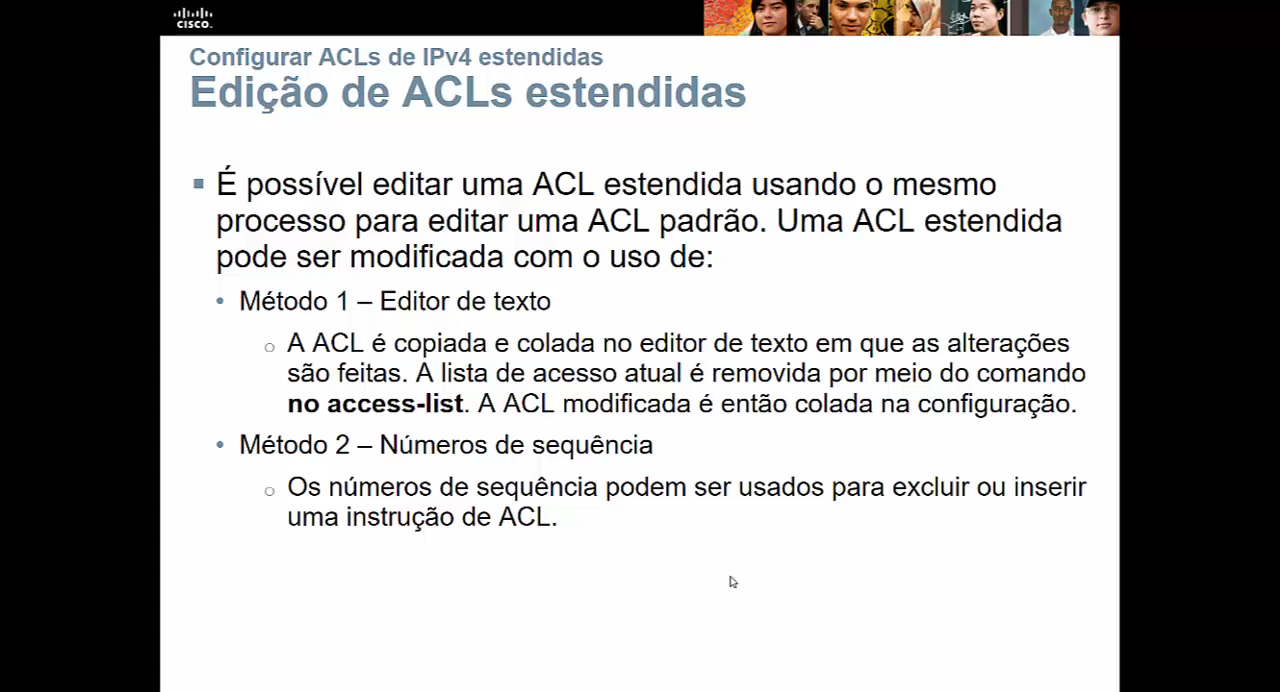 CISCO.
Configurar ACLs de IPv4 estendidas
Edição de ACLs estendidas
É possível editar uma ACL estendida usando o mesmo
processo para editar uma ACL padrão. Uma ACL estendida
pode ser modificada com o uso de:
Método 1 – Editor de texto
A ACL é copiada e colada no editor de texto em que as alterações
são feitas. A lista de acesso atual é removida por meio do comando
no access-list. A ACL modificada é então colada na configuração.
Método 2 – Números de sequência
Os números de sequência podem ser usados para excluir ou inserir
uma instrução de ACL.